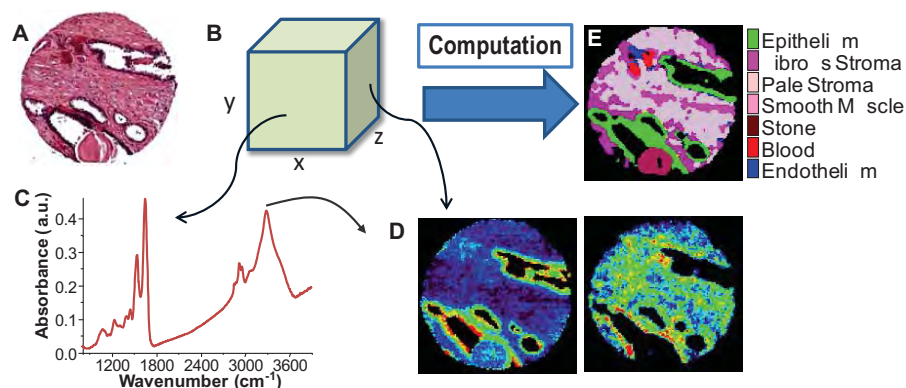 A
B
Computation
E
y
x
z
Epitheli m
ibro s Stroma
Pale Stroma
Smooth M scle
Stone
Blood
Endotheli m
C
D
Absorbance (a.u.)
0.4
0.3
0.2
0.1
0.0
1200 1800 2400 3000 3600
Wavenumber (cm⁻¹)